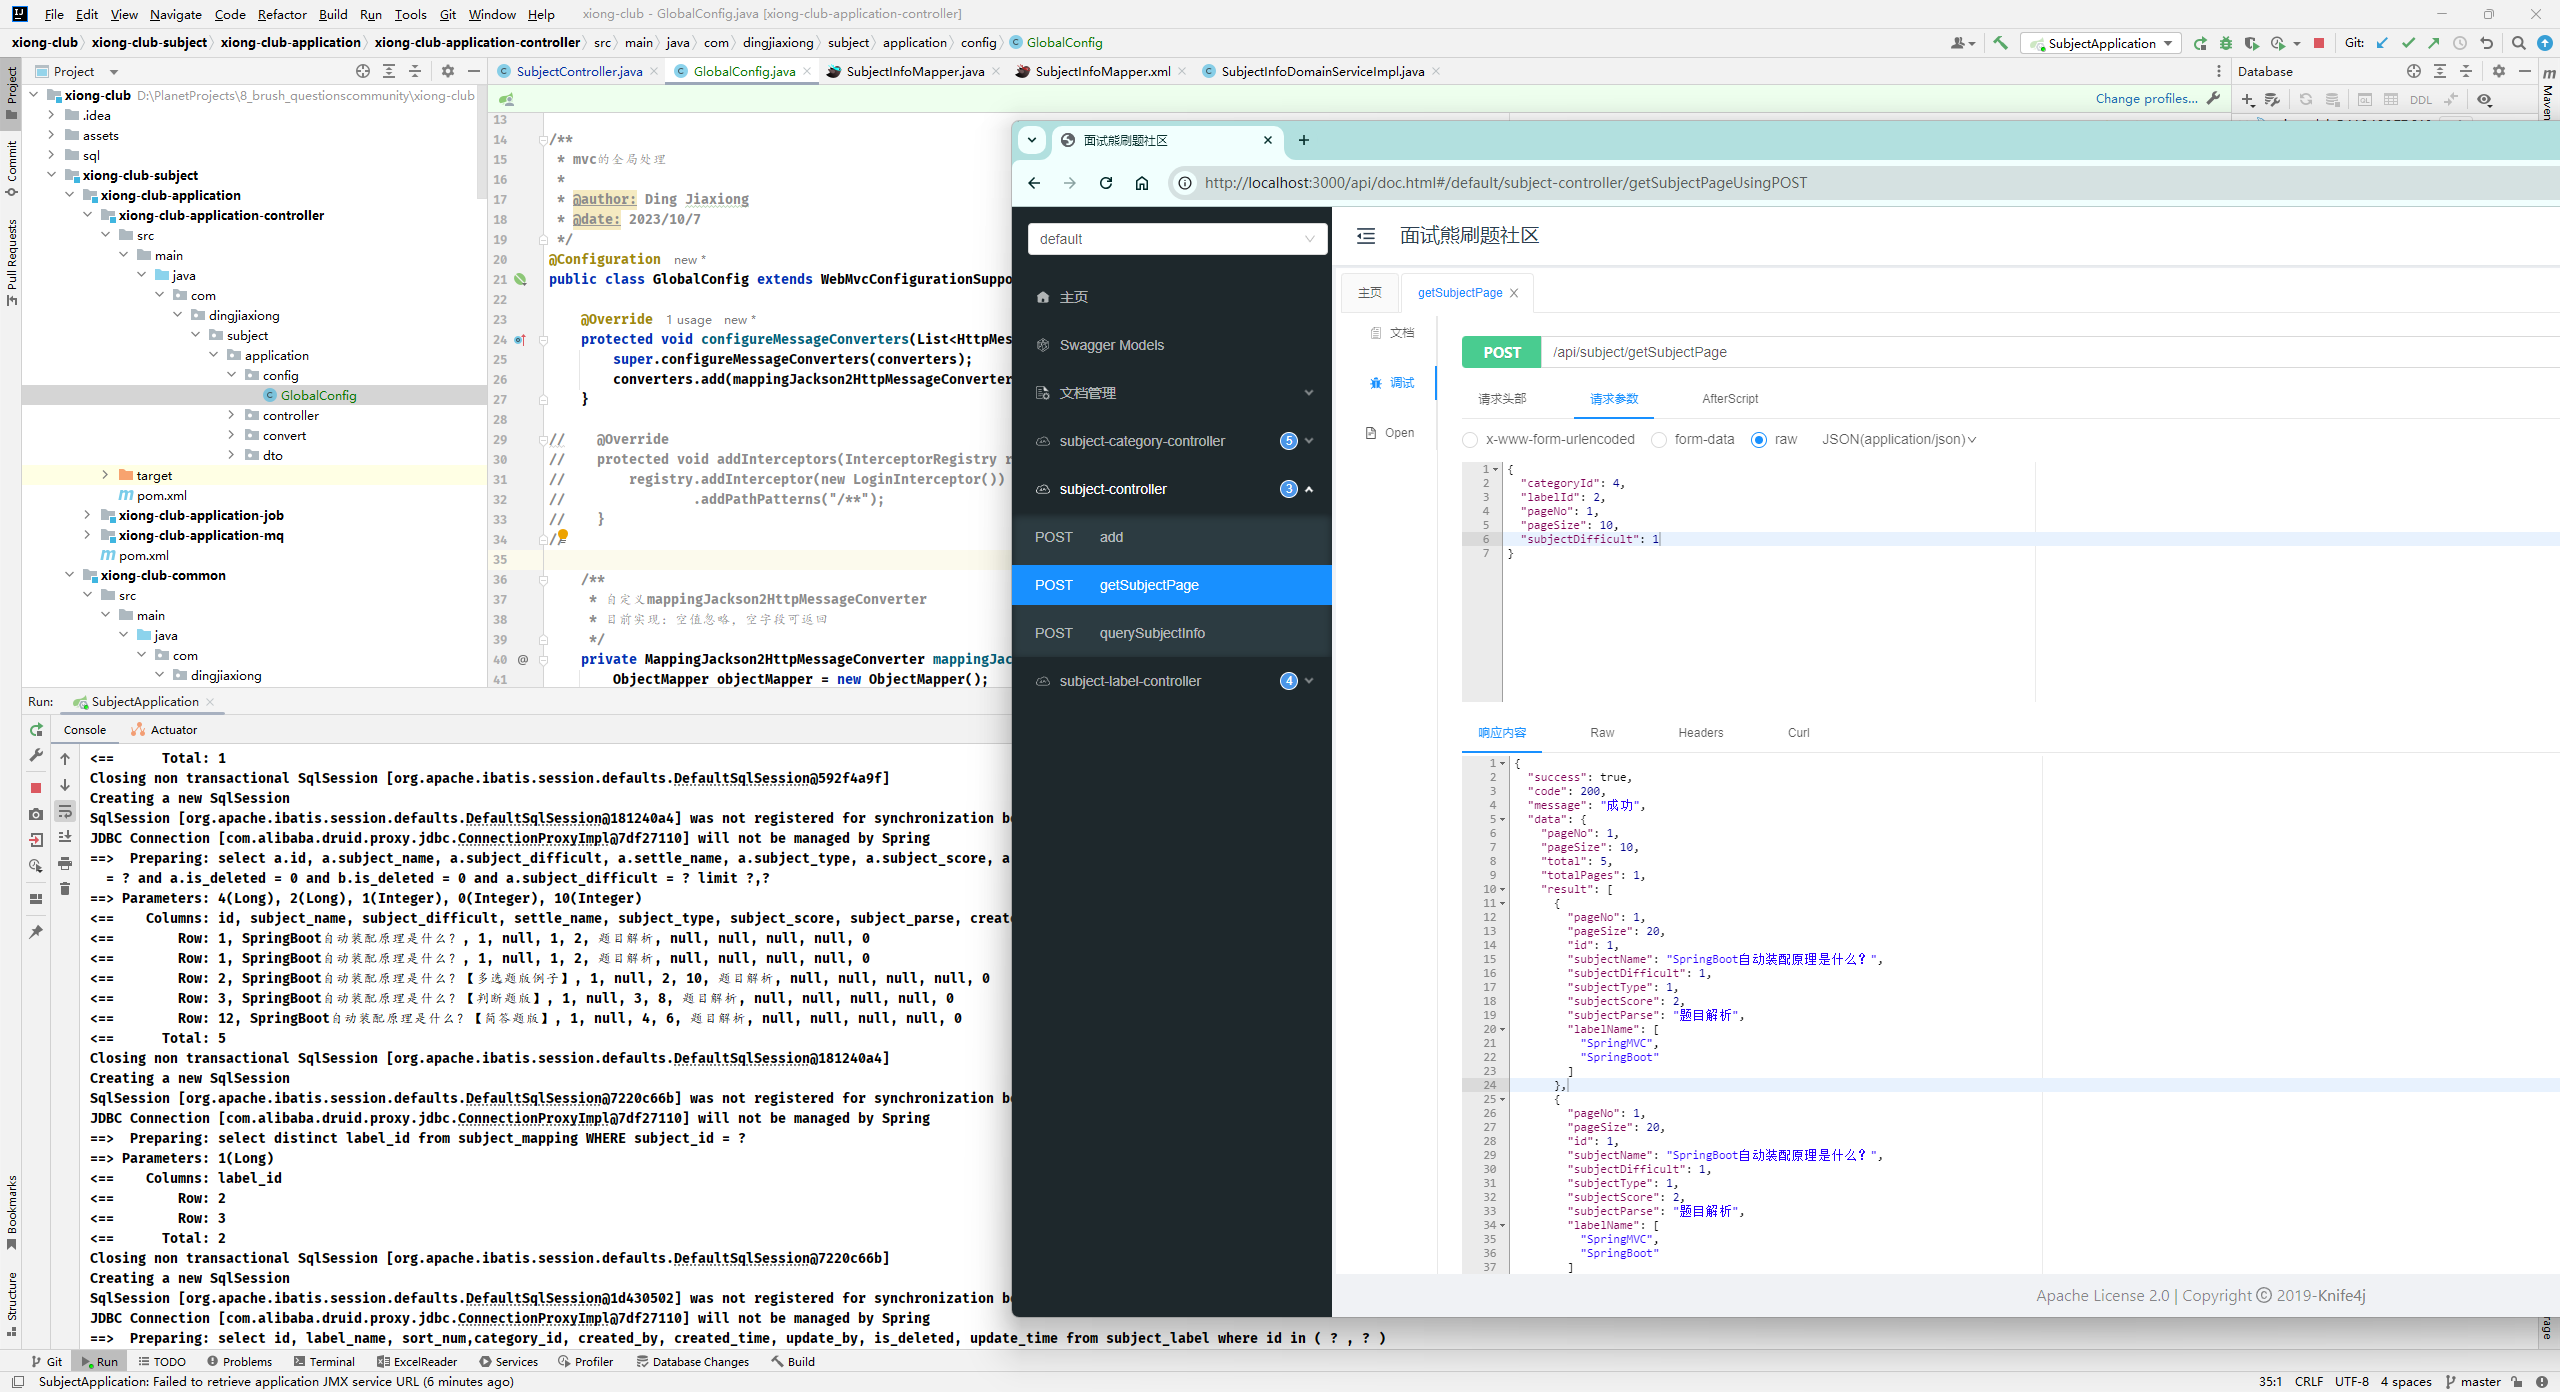 File Edit View Navigate Code Refactor Build Run Tools Git Window Help xiong-club - GlobalConfig.java [xiong-club-application-controller]
xiong-club xiong-club-subject xiong-club-application xiong-club-application-controller src main java com dingjiaxiong subject application config GlobalConfig
SubjectApplication Git:
Project
SubjectController.java GlobalConfig.java SubjectInfoMapper.java SubjectInfoMapper.xml SubjectInfoDomainServiceImpl.java
Database
Change profiles...
DDL
Project
Commit
Pull Requests
Bookmarks
Structure
Maven
xiong-club D:\PlanetProjects\8_brush_questionscommunity\xiong-club
.idea
assets
sql
xiong-club-subject
xiong-club-application
xiong-club-application-controller
src
main
java
com
dingjiaxiong
subject
application
config
GlobalConfig
controller
convert
dto
target
pom.xml
xiong-club-application-job
xiong-club-application-mq
pom.xml
xiong-club-common
src
main
java
com
dingjiaxiong
13
14 /**
15 * mvc的全局处理
16 *
17 * @author: Ding Jiaxiong
18 * @date: 2023/10/7
19 */
20 @Configuration new *
21 public class GlobalConfig extends WebMvcConfigurationSuppo
22
23 @Override 1 usage new *
24 protected void configureMessageConverters(List<HttpMes
25 super.configureMessageConverters(converters);
26 converters.add(mappingJackson2HttpMessageConverter
27 }
28
29 // @Override
30 // protected void addInterceptors(InterceptorRegistry r
31 // registry.addInterceptor(new LoginInterceptor())
32 // .addPathPatterns("/**");
33 // }
34 //
35
36 /**
37 * 自定义mappingJackson2HttpMessageConverter
38 * 目前实现：空值忽略，空字段可返回
39 */
40 private MappingJackson2HttpMessageConverter mappingJac
41 ObjectMapper objectMapper = new ObjectMapper();
Run: SubjectApplication
Console Actuator
<== Total: 1
Closing non transactional SqlSession [org.apache.ibatis.session.defaults.DefaultSqlSession@592f4a9f]
Creating a new SqlSession
SqlSession [org.apache.ibatis.session.defaults.DefaultSqlSession@181240a4] was not registered for synchronization be
JDBC Connection [com.alibaba.druid.proxy.jdbc.ConnectionProxyImpl@7df27110] will not be managed by Spring
==> Preparing: select a.id, a.subject_name, a.subject_difficult, a.settle_name, a.subject_type, a.subject_score, a
= ? and a.is_deleted = 0 and b.is_deleted = 0 and a.subject_difficult = ? limit ?,?
==> Parameters: 4(Long), 2(Long), 1(Integer), 0(Integer), 10(Integer)
<== Columns: id, subject_name, subject_difficult, settle_name, subject_type, subject_score, subject_parse, creat
<== Row: 1, SpringBoot自动装配原理是什么？, 1, null, 1, 2, 题目解析, null, null, null, null, 0
<== Row: 1, SpringBoot自动装配原理是什么？, 1, null, 1, 2, 题目解析, null, null, null, null, 0
<== Row: 2, SpringBoot自动装配原理是什么？【多选题版例子】, 1, null, 2, 10, 题目解析, null, null, null, null, 0
<== Row: 3, SpringBoot自动装配原理是什么？【判断题版】, 1, null, 3, 8, 题目解析, null, null, null, null, 0
<== Row: 12, SpringBoot自动装配原理是什么？【简答题版】, 1, null, 4, 6, 题目解析, null, null, null, null, 0
<== Total: 5
Closing non transactional SqlSession [org.apache.ibatis.session.defaults.DefaultSqlSession@181240a4]
Creating a new SqlSession
SqlSession [org.apache.ibatis.session.defaults.DefaultSqlSession@7220c66b] was not registered for synchronization be
JDBC Connection [com.alibaba.druid.proxy.jdbc.ConnectionProxyImpl@7df27110] will not be managed by Spring
==> Preparing: select distinct label_id from subject_mapping WHERE subject_id = ?
==> Parameters: 1(Long)
<== Columns: label_id
<== Row: 2
<== Row: 3
<== Total: 2
Closing non transactional SqlSession [org.apache.ibatis.session.defaults.DefaultSqlSession@7220c66b]
Creating a new SqlSession
SqlSession [org.apache.ibatis.session.defaults.DefaultSqlSession@1d430502] was not registered for synchronization be
JDBC Connection [com.alibaba.druid.proxy.jdbc.ConnectionProxyImpl@7df27110] will not be managed by Spring
==> Preparing: select id, label_name, sort_num,category_id, created_by, created_time, update_by, is_deleted, update_time from subject_label where id in ( ? , ? )
面试熊刷题社区
http://localhost:3000/api/doc.html#/default/subject-controller/getSubjectPageUsingPOST
default
主页
Swagger Models
文档管理
subject-category-controller 5
subject-controller 3
POST add
POST getSubjectPage
POST querySubjectInfo
subject-label-controller 4
面试熊刷题社区
主页 getSubjectPage
文档
调试
Open
POST /api/subject/getSubjectPage
请求头部 请求参数 AfterScript
x-www-form-urlencoded form-data raw JSON(application/json)
1 {
2 "categoryId": 4,
3 "labelId": 2,
4 "pageNo": 1,
5 "pageSize": 10,
6 "subjectDifficult": 1
7 }
响应内容 Raw Headers Curl
1 {
2 "success": true,
3 "code": 200,
4 "message": "成功",
5 "data": {
6 "pageNo": 1,
7 "pageSize": 10,
8 "total": 5,
9 "totalPages": 1,
10 "result": [
11 {
12 "pageNo": 1,
13 "pageSize": 20,
14 "id": 1,
15 "subjectName": "SpringBoot自动装配原理是什么？",
16 "subjectDifficult": 1,
17 "subjectType": 1,
18 "subjectScore": 2,
19 "subjectParse": "题目解析",
20 "labelName": [
21 "SpringMVC",
22 "SpringBoot"
23 ]
24 },
25 {
26 "pageNo": 1,
27 "pageSize": 20,
28 "id": 1,
29 "subjectName": "SpringBoot自动装配原理是什么？",
30 "subjectDifficult": 1,
31 "subjectType": 1,
32 "subjectScore": 2,
33 "subjectParse": "题目解析",
34 "labelName": [
35 "SpringMVC",
36 "SpringBoot"
37 ]
Apache License 2.0 | Copyright © 2019-Knife4j
Git Run TODO Problems Terminal ExcelReader Services Profiler Database Changes Build
SubjectApplication: Failed to retrieve application JMX service URL (6 minutes ago)
35:1 CRLF UTF-8 4 spaces master